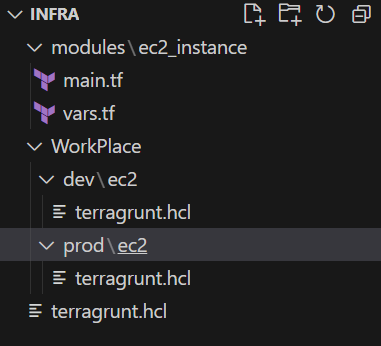 INFRA
modules\ec2_instance
main.tf
vars.tf
WorkPlace
dev\ec2
terragrunt.hcl
prod\ec2
terragrunt.hcl
terragrunt.hcl